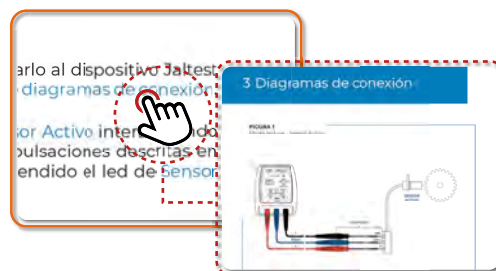 arlo al dispositivo Jaltest
diagramas de conexión
sor Activo
pulsaciones descritas en
endido el led de Sensor
3 Diagramas de conexión
FIGURA 1